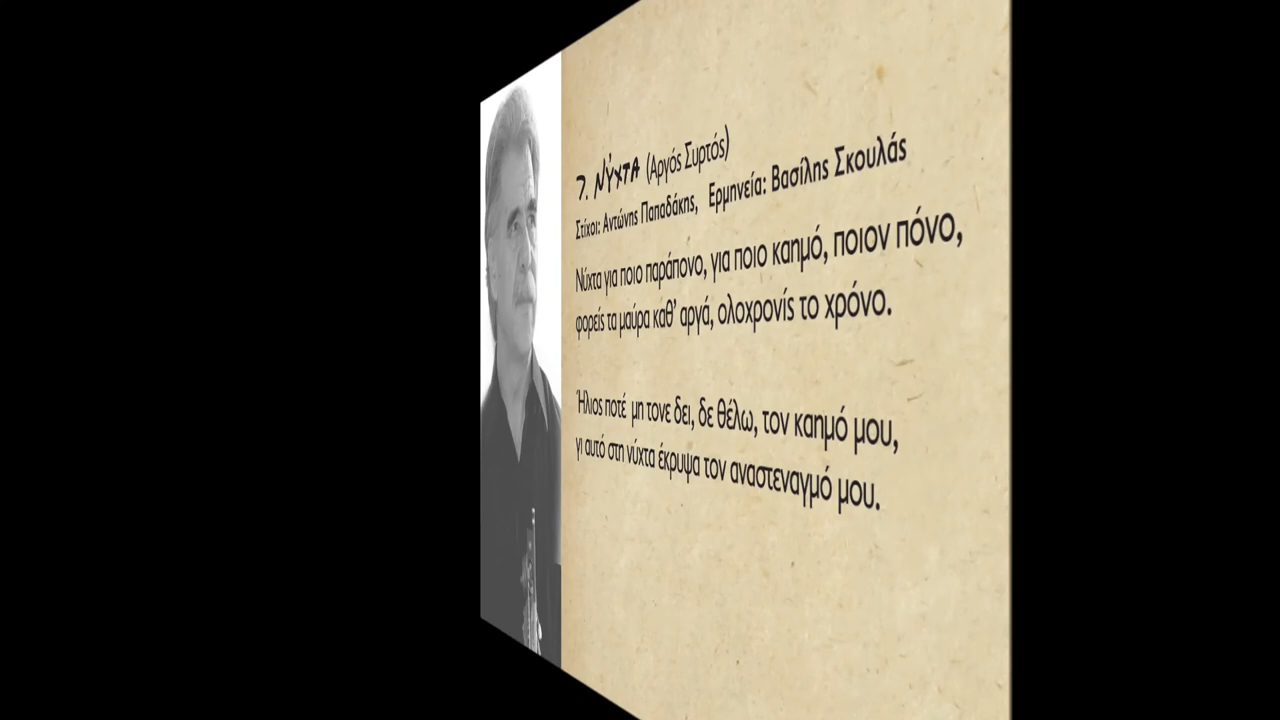 7. ΝΎΧΤΑ (Αργός Συρτός)
Στίχοι: Αντώνης Παπαδάκης, Ερμηνεία: Βασίλης Σκουλάς
Νύχτα για ποιο παράπονο, για ποιο καημό, ποιον πόνο,
φορείς τα μαύρα καθ’ αργά, ολοχρονίς το χρόνο.
Ήλιος ποτέ μη τονε δει, δε θέλω, τον καημό μου,
γι αυτό στη νύχτα έκρυψα τον αναστεναγμό μου.